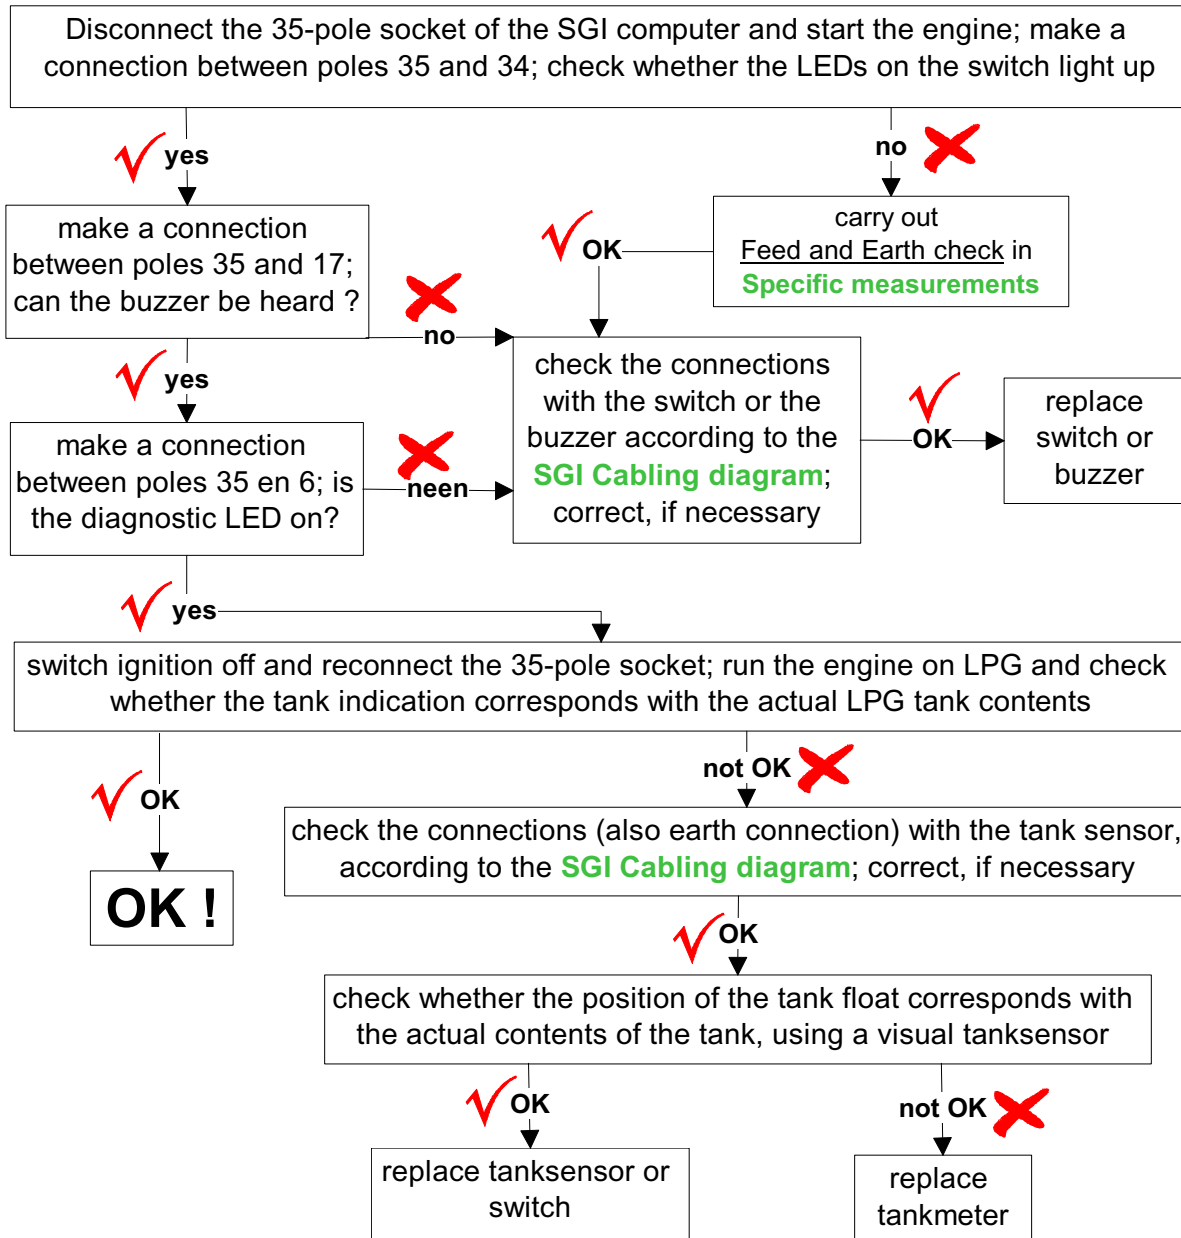 Disconnect the 35-pole socket of the SGI computer and start the engine; make a
connection between poles 35 and 34; check whether the LEDs on the switch light up
yes
no
make a connection
between poles 35 and 17;
can the buzzer be heard ?
carry out
Feed and Earth check in
Specific measurements
OK
no
yes
check the connections
with the switch or the
buzzer according to the
SGI Cabling diagram;
correct, if necessary
OK
replace
switch or
buzzer
make a connection
between poles 35 en 6; is
the diagnostic LED on?
neen
yes
switch ignition off and reconnect the 35-pole socket; run the engine on LPG and check
whether the tank indication corresponds with the actual LPG tank contents
OK
not OK
OK !
check the connections (also earth connection) with the tank sensor,
according to the SGI Cabling diagram; correct, if necessary
OK
check whether the position of the tank float corresponds with
the actual contents of the tank, using a visual tanksensor
OK
not OK
replace tanksensor or
switch
replace
tankmeter